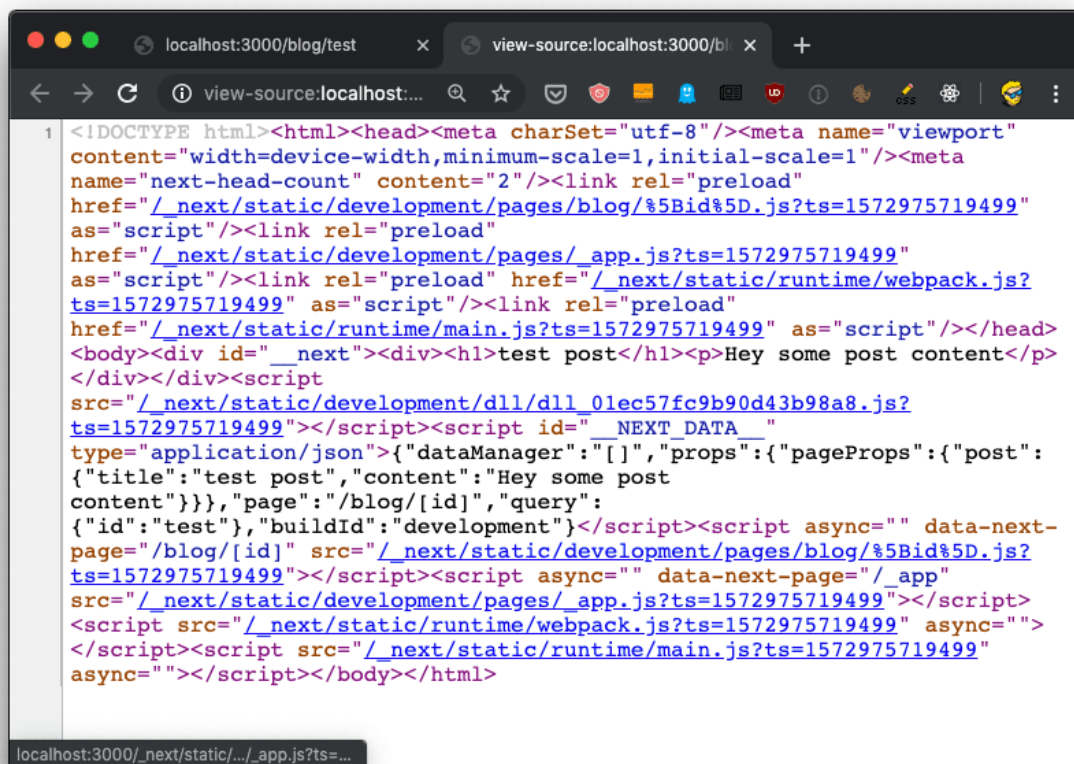 localhost:3000/blog/test
view-source:localhost:3000/bl
view-source:localhost:...
1
<!DOCTYPE html><html><head><meta charSet="utf-8"/><meta name="viewport"
content="width=device-width,minimum-scale=1,initial-scale=1"/><meta
name="next-head-count" content="2"/><link rel="preload"
href="/_next/static/development/pages/blog/%5Bid%5D.js?ts=1572975719499"
as="script"/><link rel="preload"
href="/_next/static/development/pages/_app.js?ts=1572975719499"
as="script"/><link rel="preload" href="/_next/static/runtime/webpack.js?
ts=1572975719499" as="script"/><link rel="preload"
href="/_next/static/runtime/main.js?ts=1572975719499" as="script"/></head>
<body><div id="__next"><div><h1>test post</h1><p>Hey some post content</p>
</div></div><script
src="/_next/static/development/dll/dll_01ec57fc9b90d43b98a8.js?
ts=1572975719499"></script><script id="__NEXT_DATA__"
type="application/json">{"dataManager":"[]","props":{"pageProps":{"post":
{"title":"test post","content":"Hey some post
content"}}},"page":"/blog/[id]","query":
{"id":"test"},"buildId":"development"}</script><script async="" data-next-
page="/blog/[id]" src="/_next/static/development/pages/blog/%5Bid%5D.js?
ts=1572975719499"></script><script async="" data-next-page="/_app"
src="/_next/static/development/pages/_app.js?ts=1572975719499"></script>
<script src="/_next/static/runtime/webpack.js?ts=1572975719499" async="">
</script><script src="/_next/static/runtime/main.js?ts=1572975719499"
async=""></script></body></html>
localhost:3000/_next/static/.../_app.js?ts=...